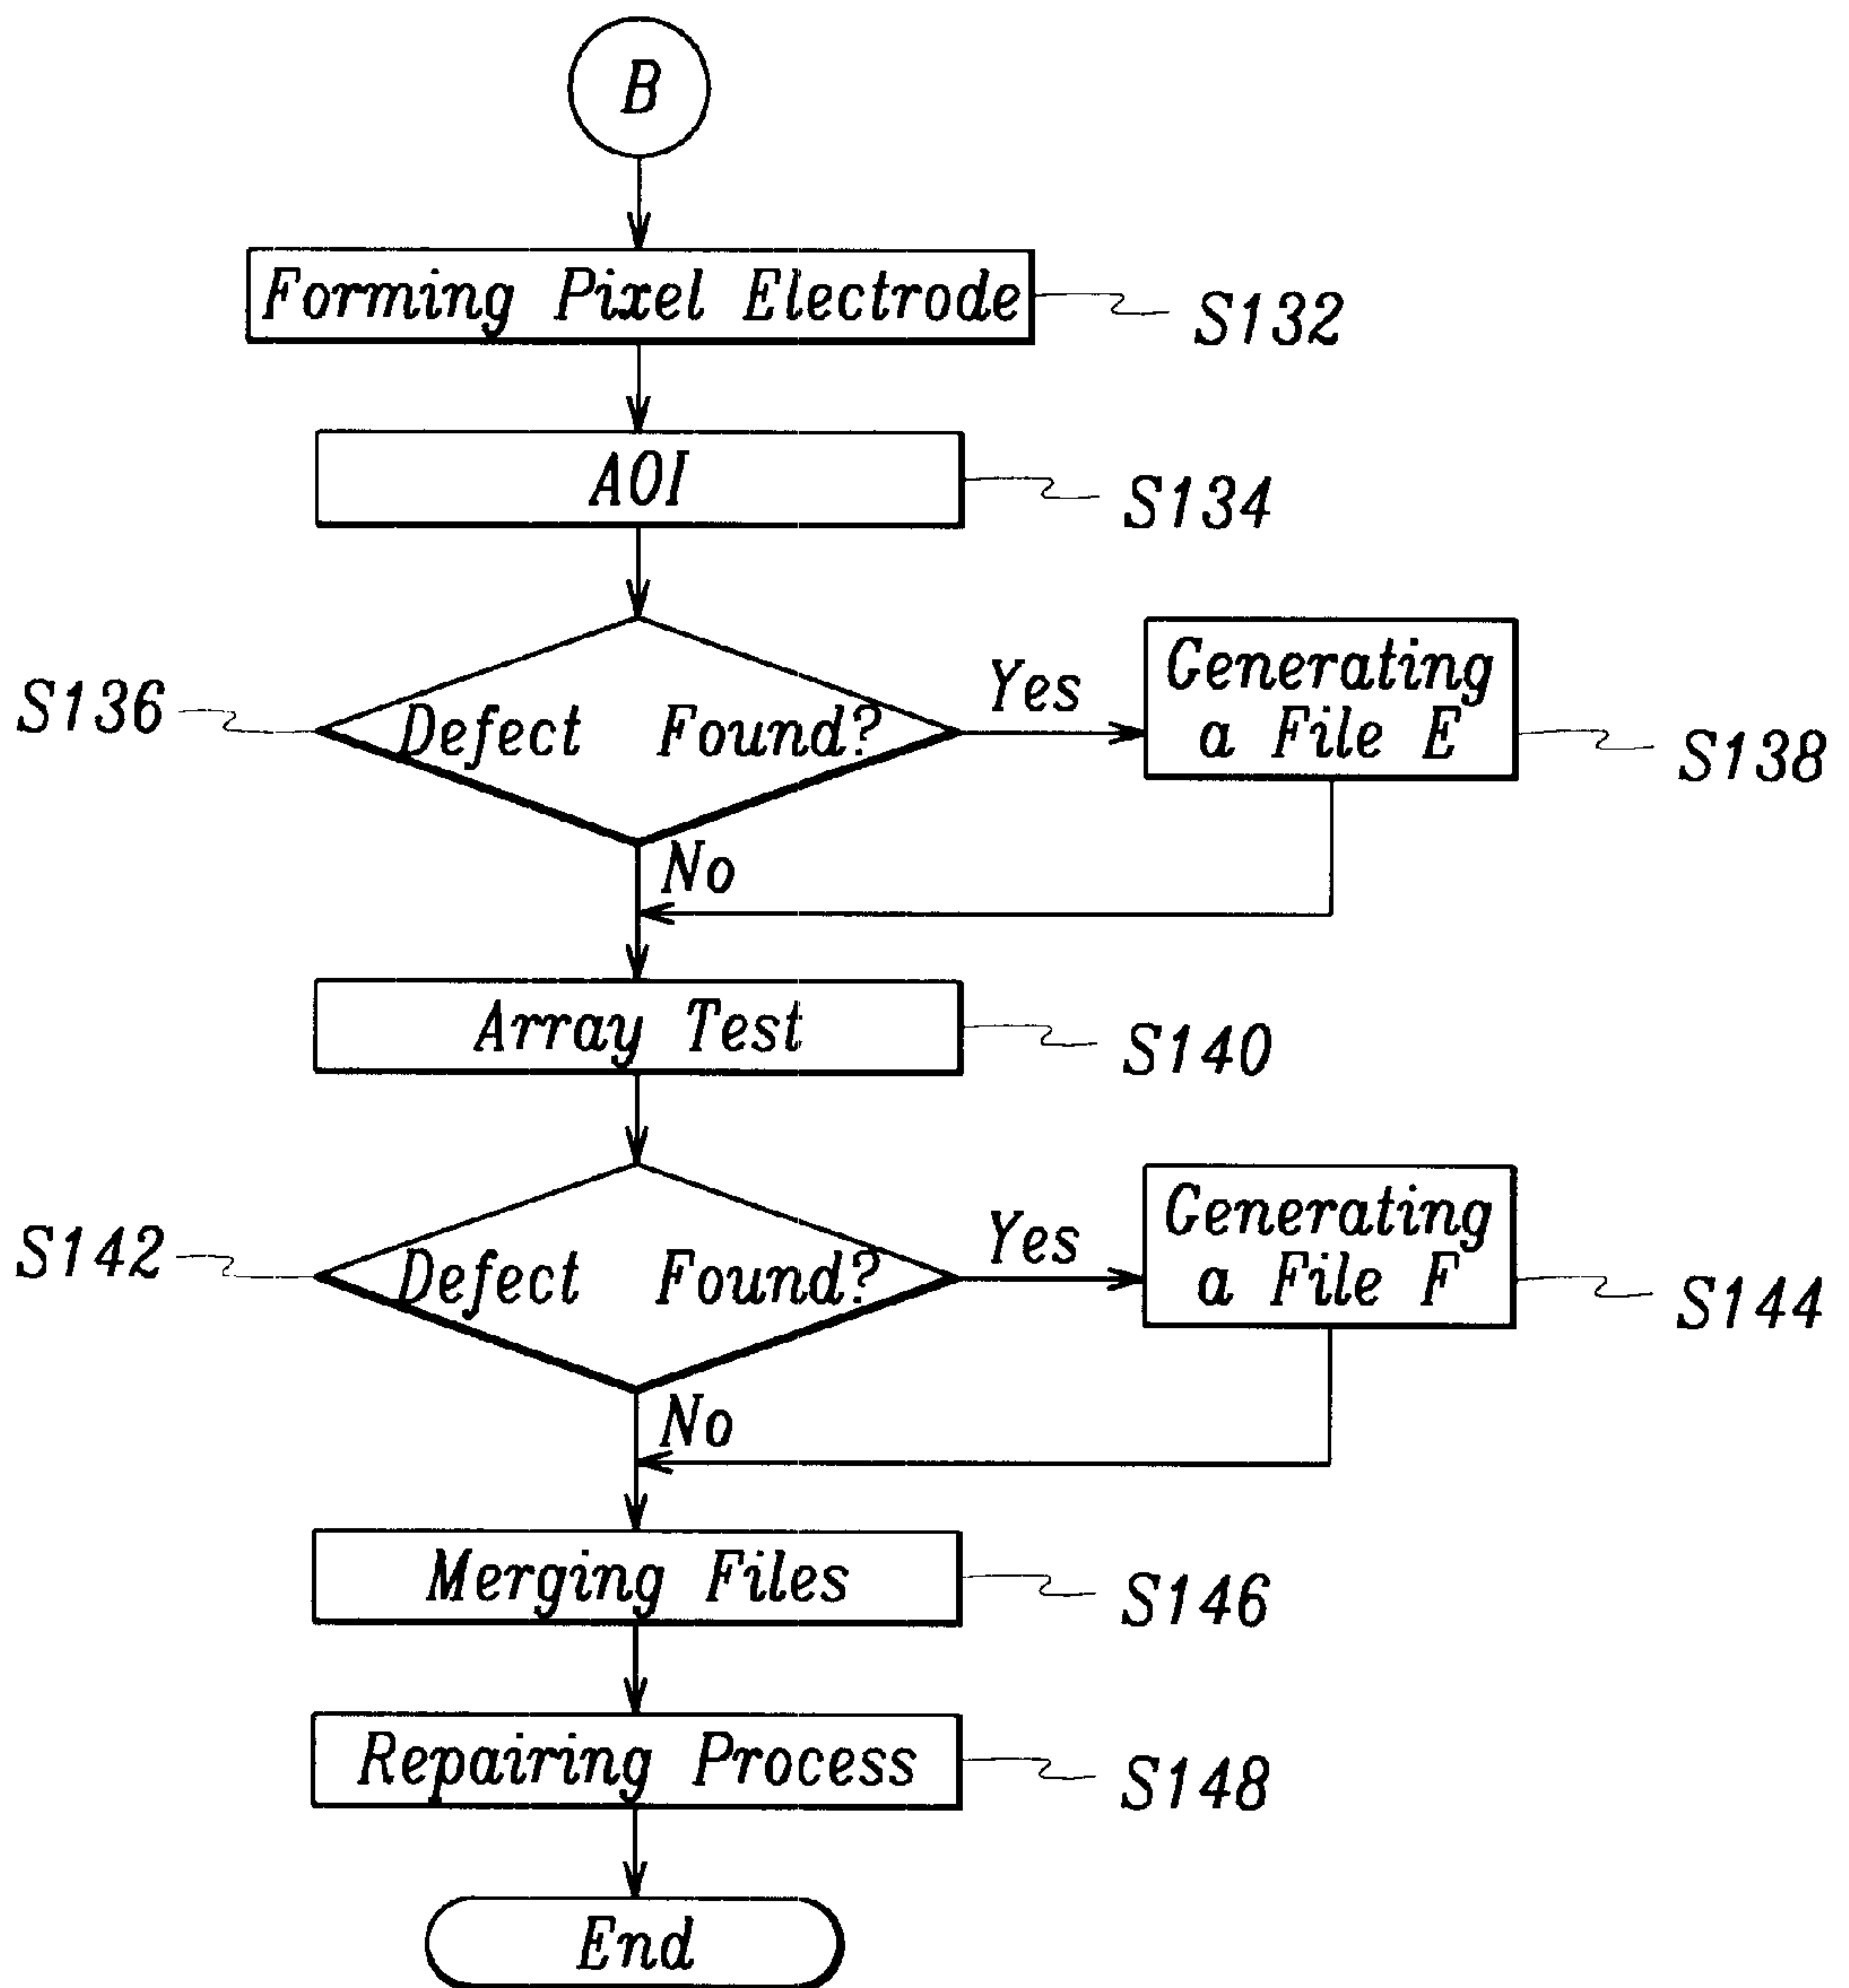 B
Forming Pixel Electrode
S132
AOI
S134
S136
Defect Found?
Yes
Generating
a File E
S138
No
Array Test
S140
S142
Defect Found?
Yes
Generating
a File F
S144
No
Merging Files
S146
Repairing Process
S148
End